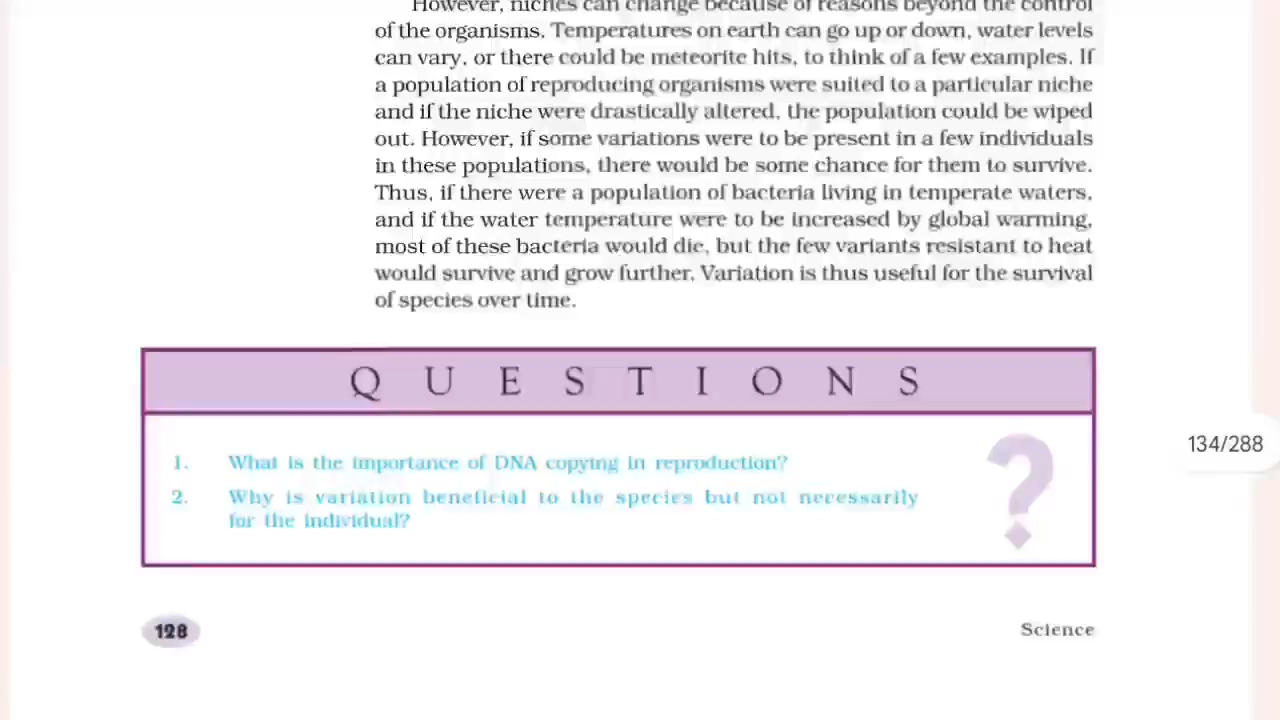 However, niches can change because of reasons beyond the control
of the organisms. Temperatures on earth can go up or down, water levels
can vary, or there could be meteorite hits, to think of a few examples. If
a population of reproducing organisms were suited to a particular niche
and if the niche were drastically altered, the population could be wiped
out. However, if some variations were to be present in a few individuals
in these populations, there would be some chance for them to survive.
Thus, if there were a population of bacteria living in temperate waters,
and if the water temperature were to be increased by global warming,
most of these bacteria would die, but the few variants resistant to heat
would survive and grow further. Variation is thus useful for the survival
of species over time.
QUESTIONS
1. What is the importance of DNA copying in reproduction?
2. Why is variation beneficial to the species but not necessarily
for the individual?
?
134/288
128
Science